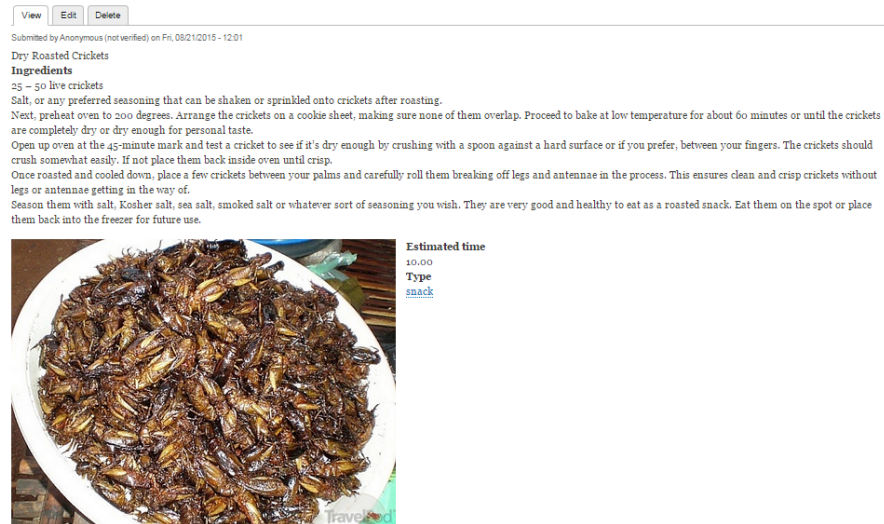 View Edit Delete
Submitted by Anonymous (not verified) on Fri, 08/21/2015 - 12:01
Dry Roasted Crickets
Ingredients
25 – 50 live crickets
Salt, or any preferred seasoning that can be shaken or sprinkled onto crickets after roasting.
Next, preheat oven to 200 degrees. Arrange the crickets on a cookie sheet, making sure none of them overlap. Proceed to bake at low temperature for about 60 minutes or until the crickets
are completely dry or dry enough for personal taste.
Open up oven at the 45-minute mark and test a cricket to see if it's dry enough by crushing with a spoon against a hard surface or if you prefer, between your fingers. The crickets should
crush somewhat easily. If not place them back inside oven until crisp.
Once roasted and cooled down, place a few crickets between your palms and carefully roll them breaking off legs and antennae in the process. This ensures clean and crisp crickets without
legs or antennae getting in the way of.
Season them with salt, Kosher salt, sea salt, smoked salt or whatever sort of seasoning you wish. They are very good and healthy to eat as a roasted snack. Eat them on the spot or place
them back into the freezer for future use.
Estimated time
10.00
Type
snack